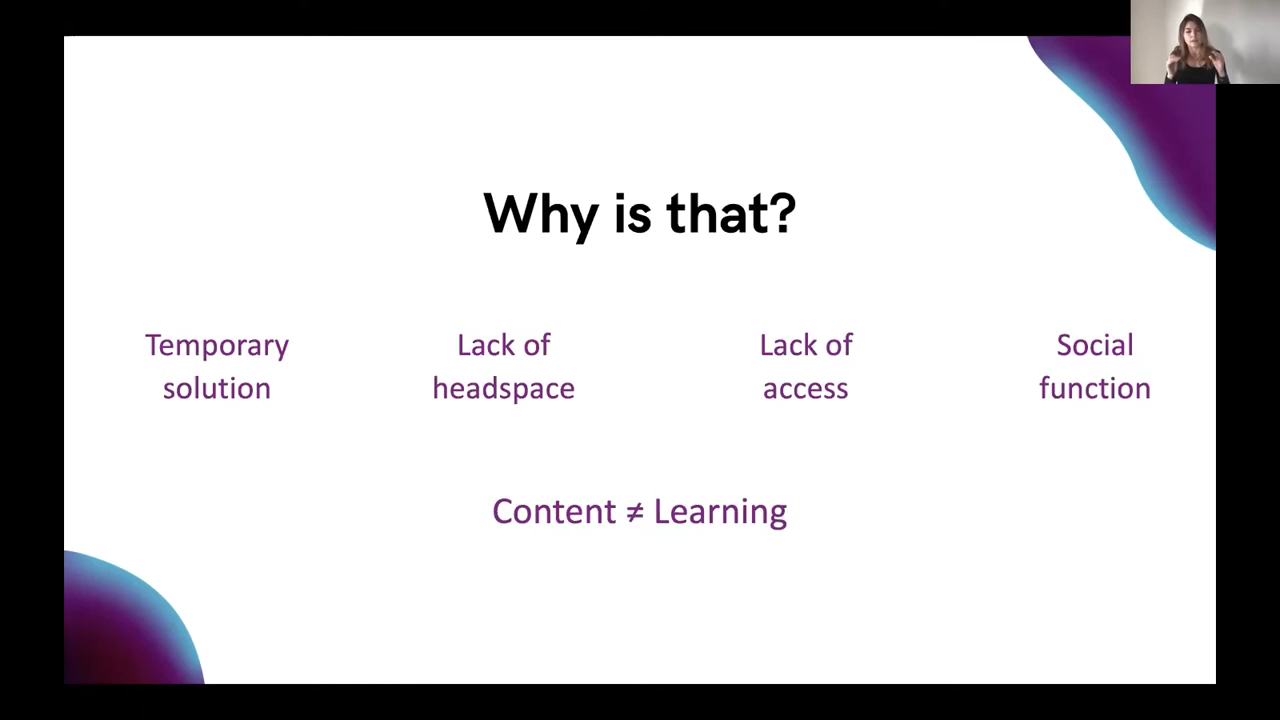 Why is that?
Temporary
solution
Lack of
headspace
Lack of
access
Social
function
Content ≠ Learning